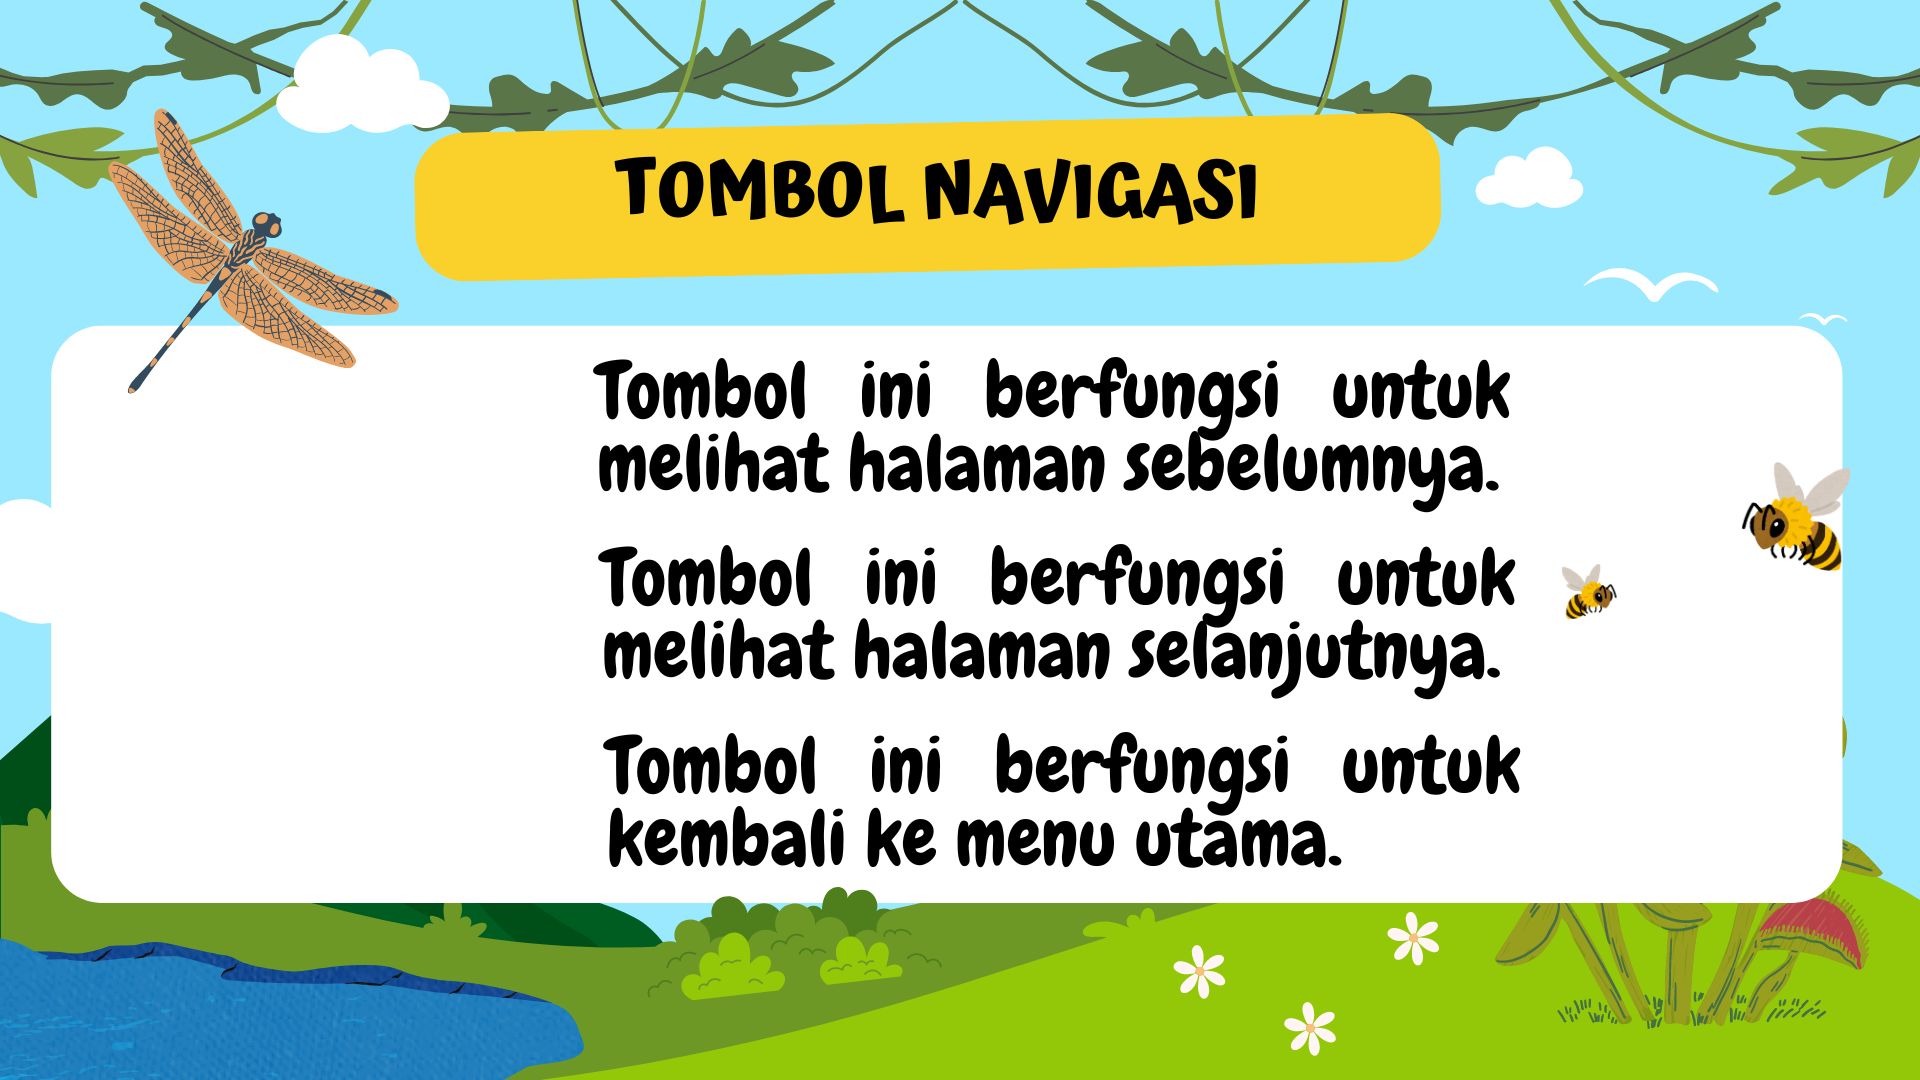 TOMBOL NAVIGASI
Tombol ini berfungsi untuk
melihat halaman sebelumnya.
Tombol ini berfungsi untuk
melihat halaman selanjutnya.
Tombol ini berfungsi untuk
kembali ke menu utama.